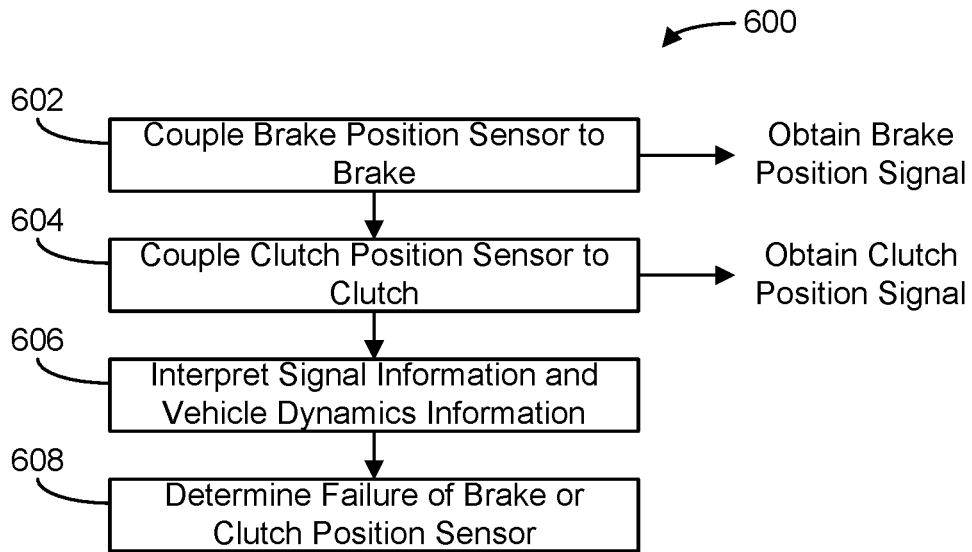 600
602
Couple Brake Position Sensor to
Brake
Obtain Brake
Position Signal
604
Couple Clutch Position Sensor to
Clutch
Obtain Clutch
Position Signal
606
Interpret Signal Information and
Vehicle Dynamics Information
608
Determine Failure of Brake or
Clutch Position Sensor